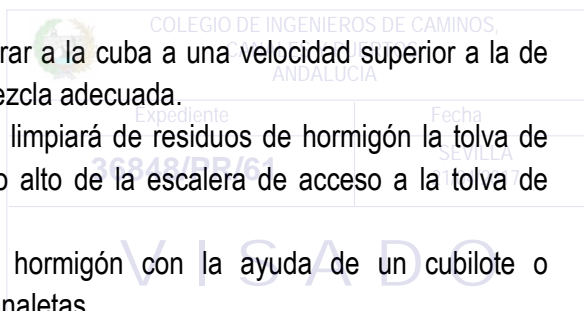 COLEGIO DE INGENIEROS DE CAMINOS,
rar a la cuba a una velocidad superior a la de
ANDALUCIA
ezcla adecuada.
Expediente Fecha
limpiará de residuos de hormigón la tolva de
36848/PR/61 SEVILLA
o alto de la escalera de acceso a la tolva de
hormigón con la ayuda de un cubilote o
VISADO
naletas.